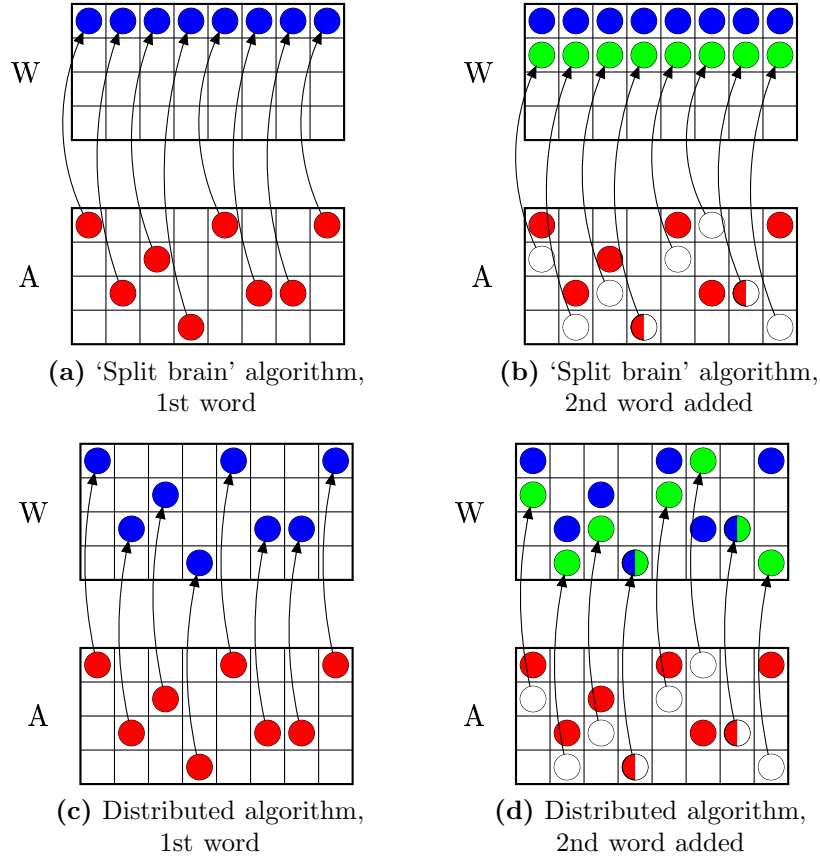 W
W
A
A
(a) ‘Split brain’ algorithm,
1st word
(b) ‘Split brain’ algorithm,
2nd word added
W
W
A
A
(c) Distributed algorithm,
1st word
(d) Distributed algorithm,
2nd word added